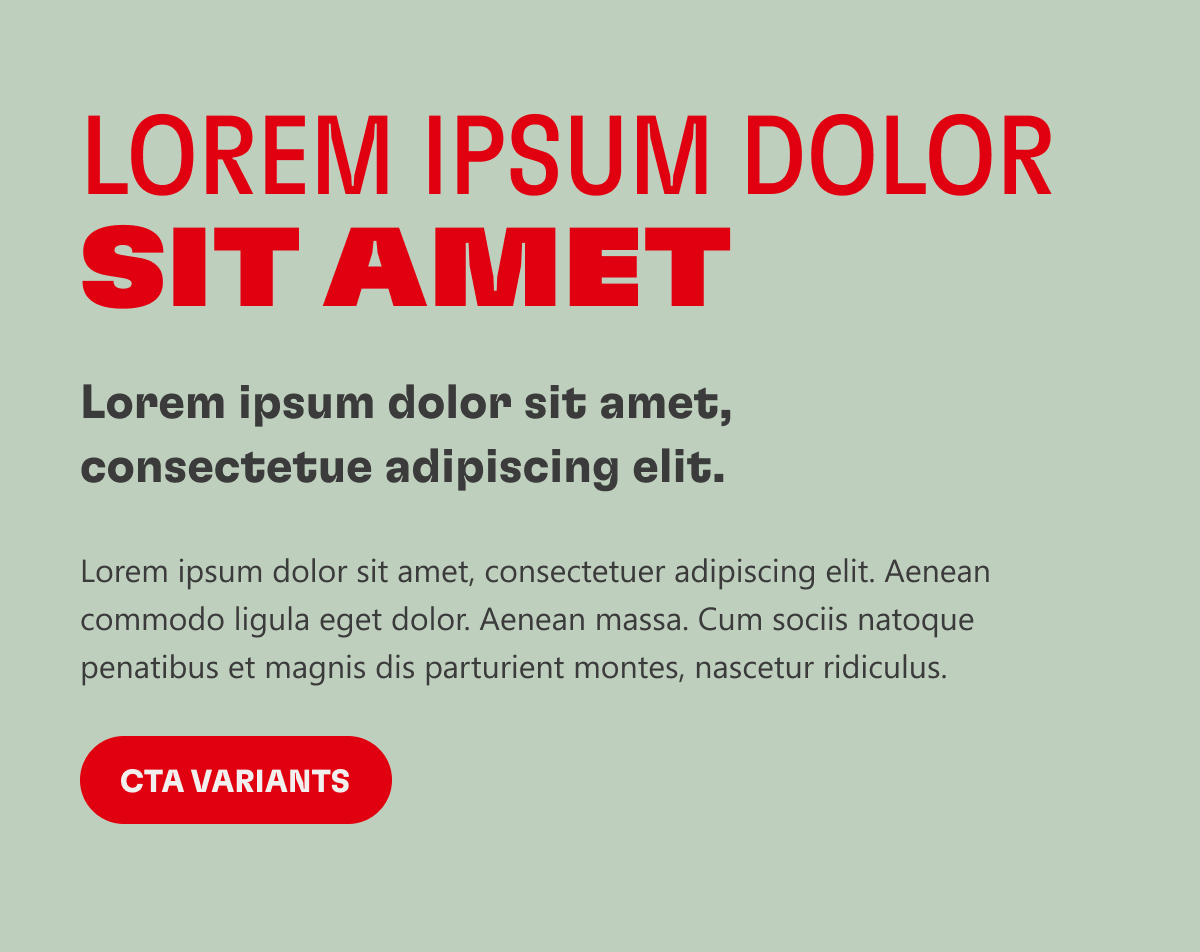 LOREM IPSUM DOLOR
SIT AMET
Lorem ipsum dolor sit amet,
consectetue adipiscing elit.
Lorem ipsum dolor sit amet, consectetuer adipiscing elit. Aenean
commodo ligula eget dolor. Aenean massa. Cum sociis natoque
penatibus et magnis dis parturient montes, nascetur ridiculus.
CTA VARIANTS